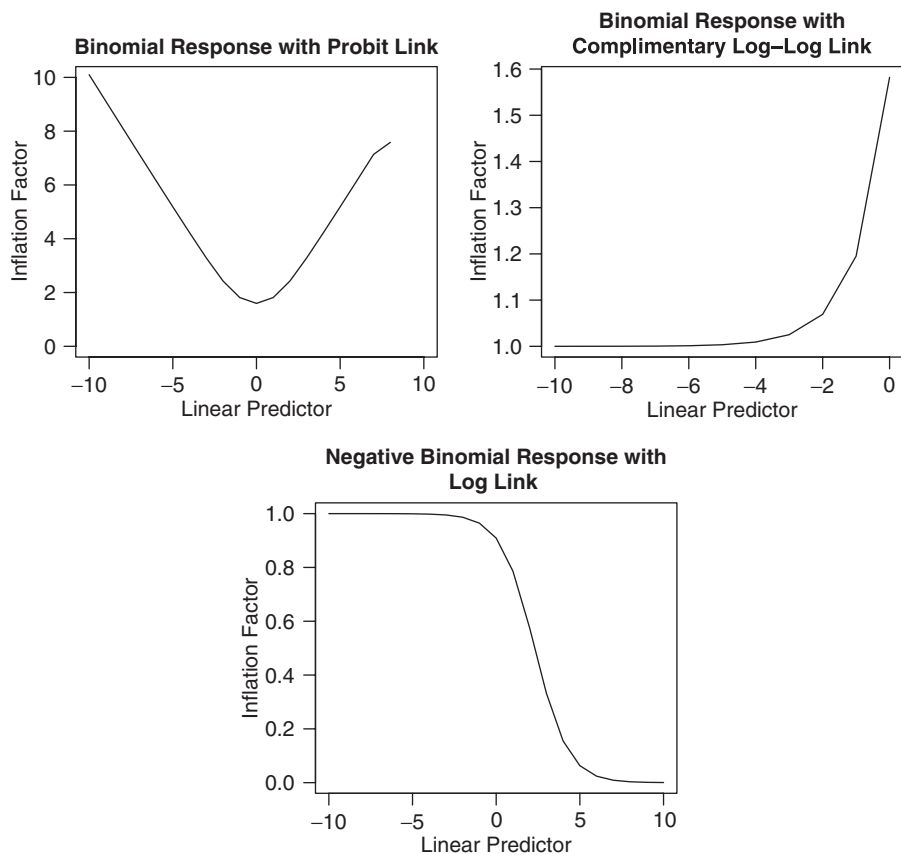 Binomial Response with Probit Link
Inflation Factor
10
8
6
4
2
0
−10 −5 0 5 10
Linear Predictor
Binomial Response with
Complimentary Log–Log Link
Inflation Factor
1.6
1.5
1.4
1.3
1.2
1.1
1.0
−10 −8 −6 −4 −2 0
Linear Predictor
Negative Binomial Response with
Log Link
Inflation Factor
1.0
0.8
0.6
0.4
0.2
0.0
−10 −5 0 5 10
Linear Predictor